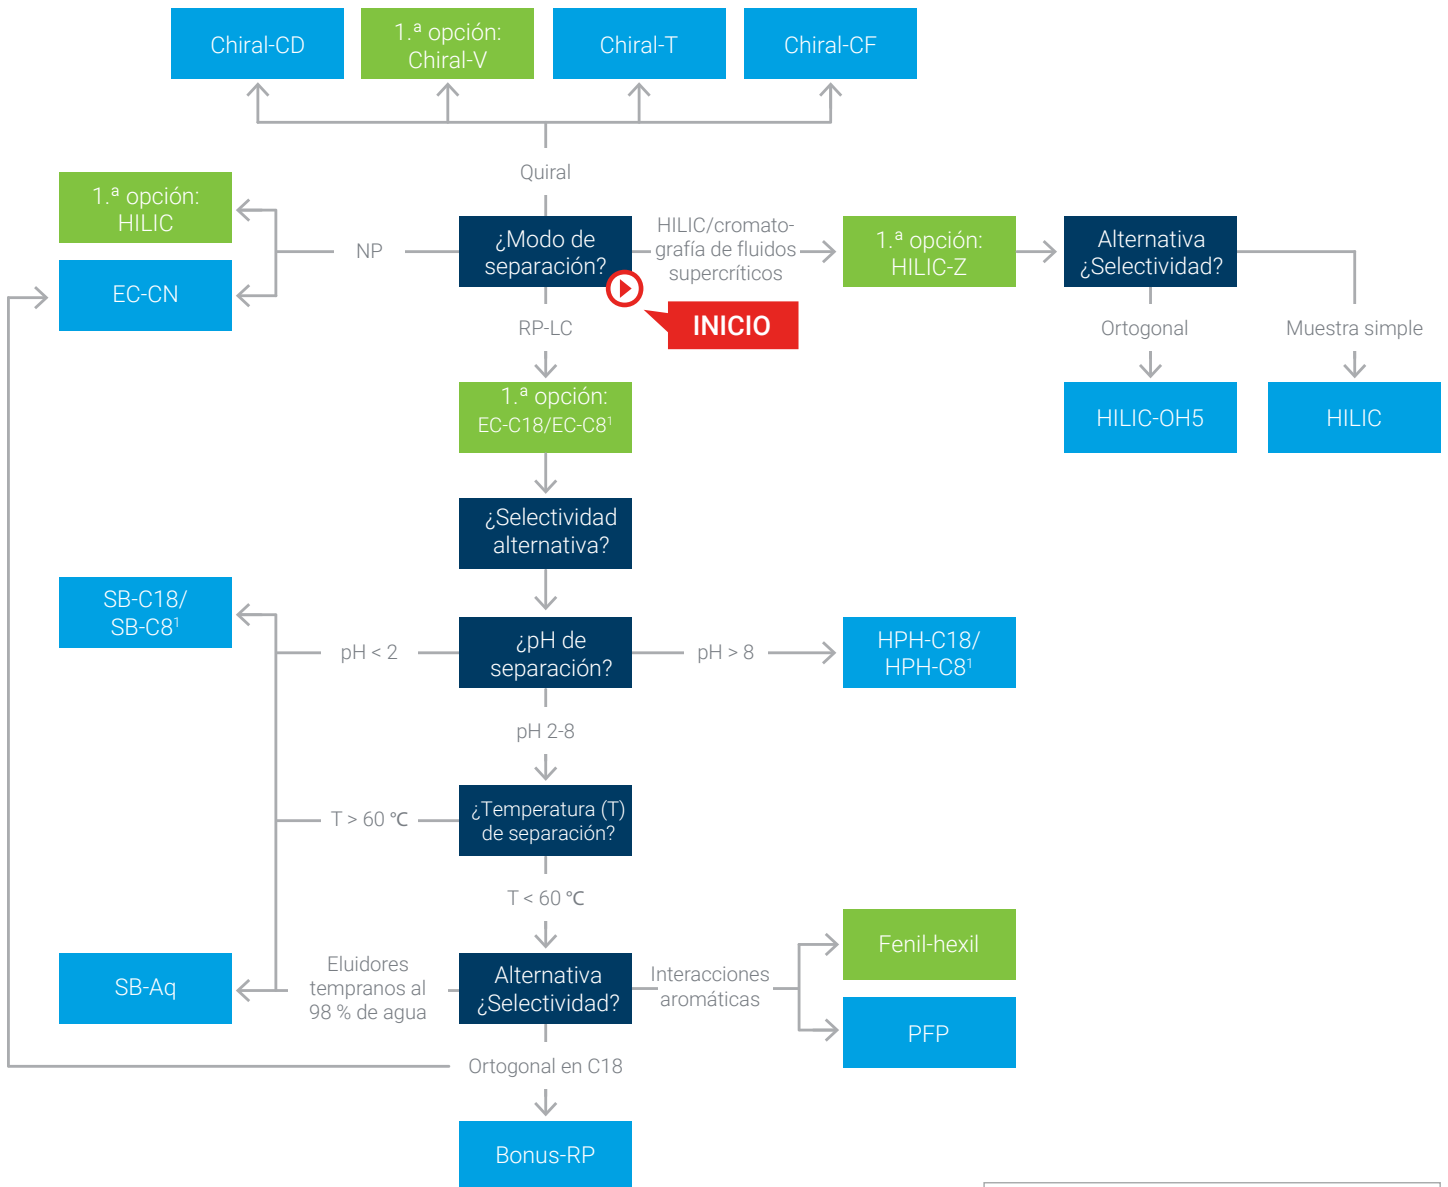 Chiral-CD
1.ª opción:
Chiral-V
Chiral-T
Chiral-CF
Quiral
1.ª opción:
HILIC
NP
EC-CN
¿Modo de
separación?
HILIC/cromato-
grafía de fluidos
supercríticos
1.ª opción:
HILIC-Z
Alternativa
¿Selectividad?
INICIO
RP-LC
Ortogonal
Muestra simple
1.ª opción:
EC-C18/EC-C8¹
HILIC-OH5
HILIC
¿Selectividad
alternativa?
SB-C18/
SB-C8¹
pH < 2
¿pH de
separación?
pH > 8
HPH-C18/
HPH-C8¹
pH 2-8
T > 60 °C
¿Temperatura (T)
de separación?
T < 60 °C
SB-Aq
Eluidores
tempranos al
98 % de agua
Alternativa
¿Selectividad?
Interacciones
aromáticas
Fenil-hexil
PFP
Ortogonal en C18
Bonus-RP